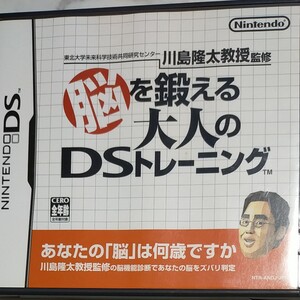 Nintendo
東北大学未来科学技術共同研究センター 川島隆太教授監修
脳を鍛える
大人の
DSトレーニング™
NINTENDO DS™
CERO
全年齢
あなたの「脳」は何歳ですか
川島隆太教授監修の脳機能診断であなたの脳をズバリ判定